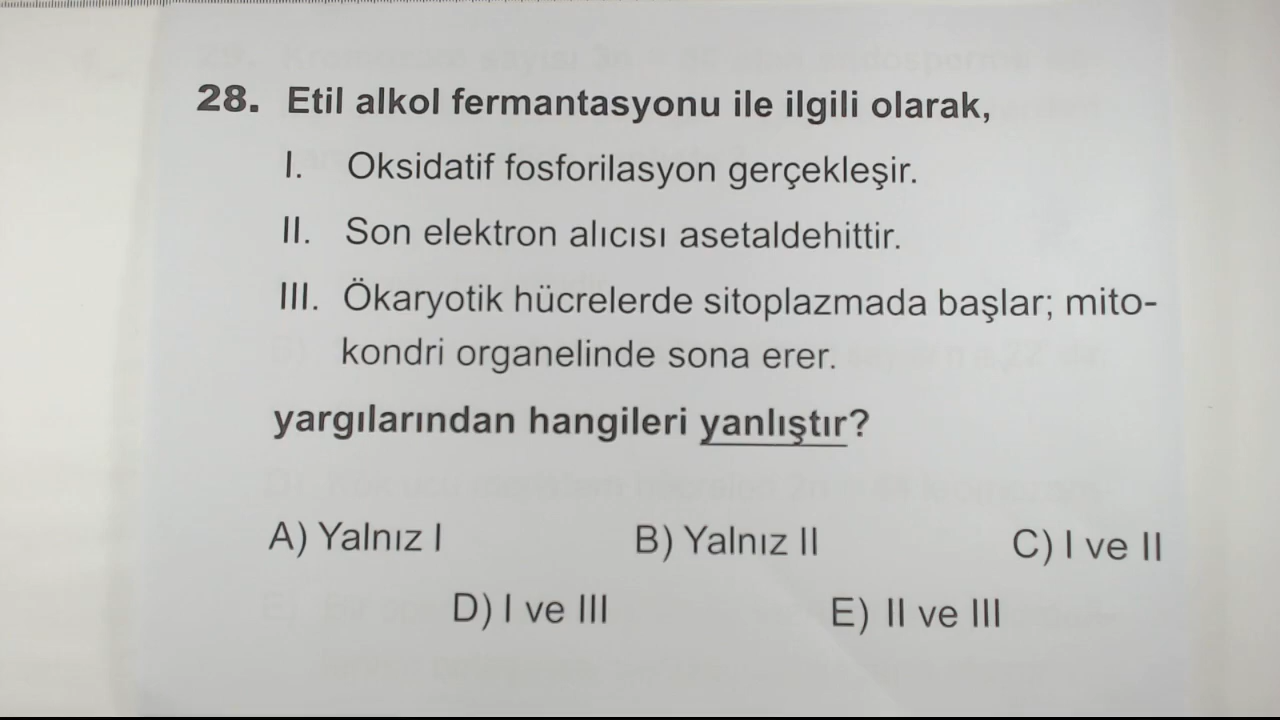 28. Etil alkol fermantasyonu ile ilgili olarak,
I. Oksidatif fosforilasyon gerçekleşir.
II. Son elektron alıcısı asetaldehittir.
III. Ökaryotik hücrelerde sitoplazmada başlar; mito-
kondri organelinde sona erer.
yargılarından hangileri yanlıştır?
A) Yalnız I B) Yalnız II C) I ve II
D) I ve III E) II ve III